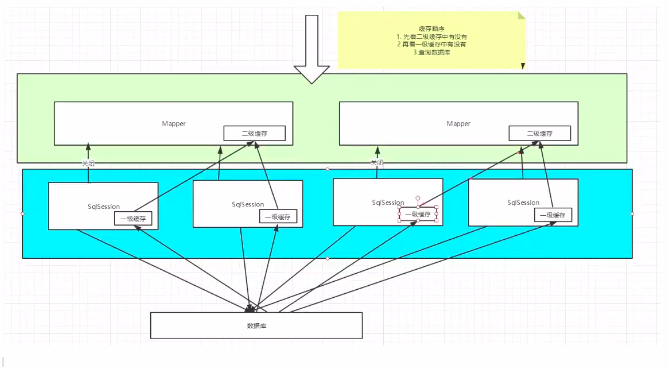 缓存顺序
1. 先看二级缓存中有没有
2.再看一级缓存中有没有
3.查询数据库
Mapper
二级缓存
Mapper
二级缓存
关闭
关闭
SqlSession
一级缓存
SqlSession
一级缓存
SqlSession
一级缓存
SqlSession
一级缓存
数据库